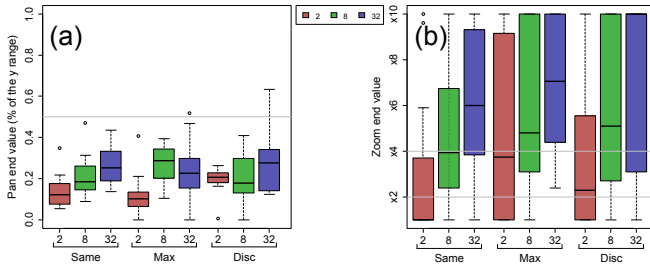 2 8 32
(a)
Pan end value (% of the y range)
1.0
0.8
0.6
0.4
0.2
0.0
2 8 32 2 8 32 2 8 32
Same Max Disc
(b)
Zoom end value
x10
x8
x6
x4
x2
2 8 32 2 8 32 2 8 32
Same Max Disc